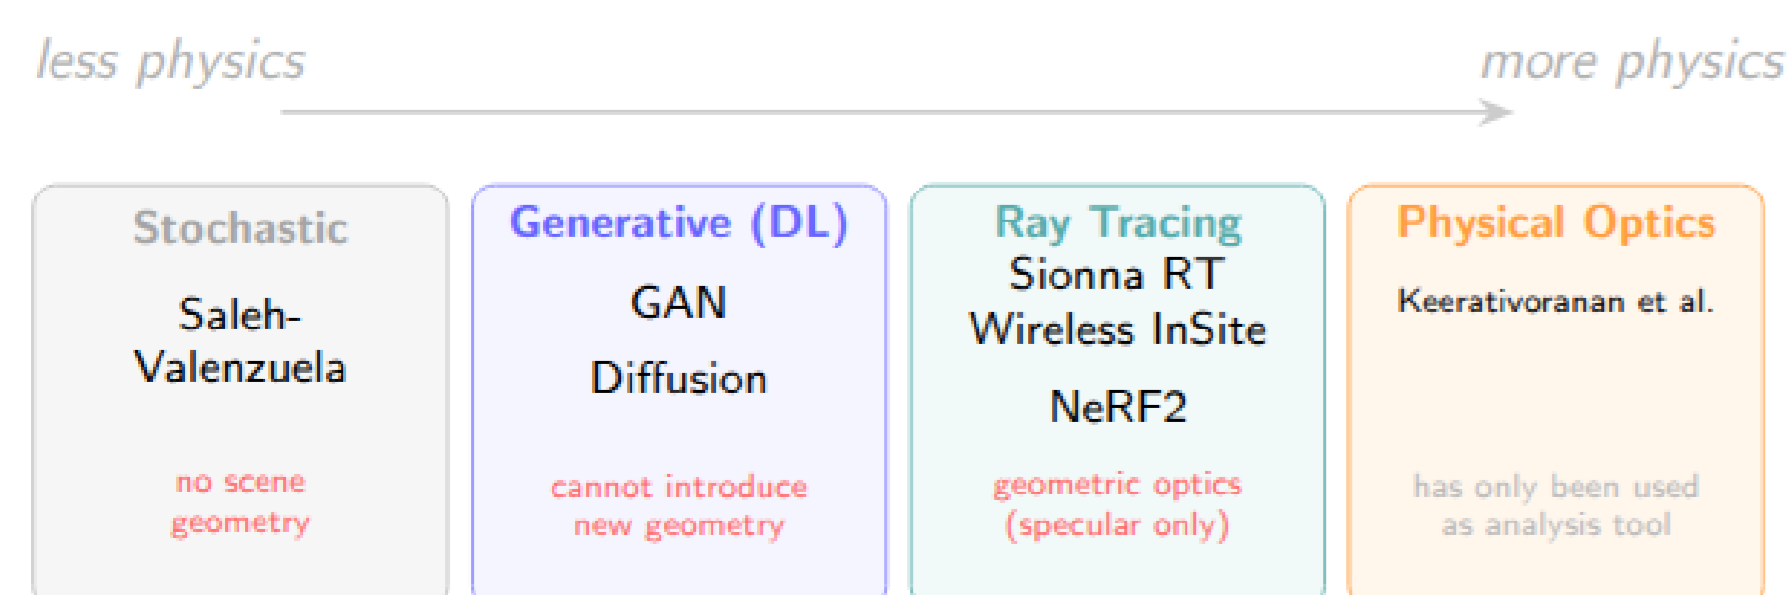 less physics
more physics
Stochastic
Saleh-
Valenzuela
no scene
geometry
Generative (DL)
GAN
Diffusion
cannot introduce
new geometry
Ray Tracing
Sionna RT
Wireless InSite
NeRF2
geometric optics
(specular only)
Physical Optics
Keerativoranan et al.
has only been used
as analysis tool